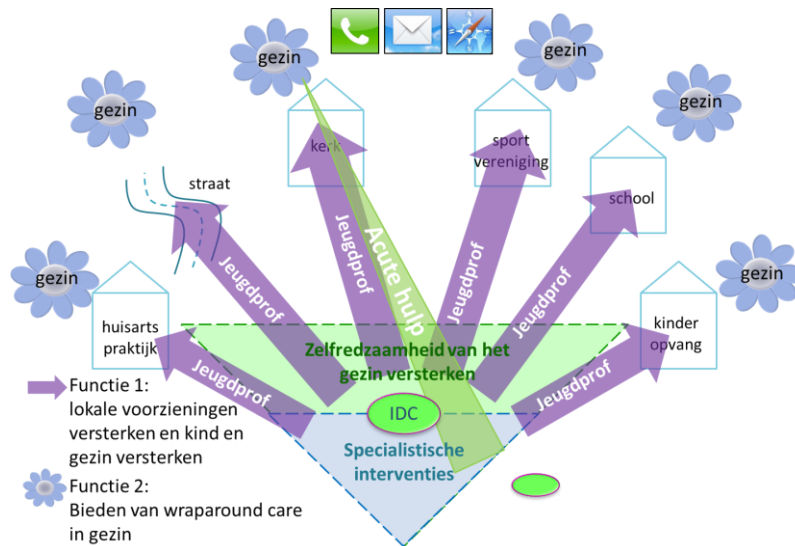 gezin
gezin
gezin
gezin
gezin
gezin
gezin
kerk
sport
vereniging
straat
school
huisarts
praktijk
kinder
opvang
Jeugdprof
Jeugdprof
Jeugdprof
Acute hulp
Jeugdprof
Jeugdprof
Jeugdprof
Zelfredzaamheid van het
gezin versterken
IDC
Specialistische
interventies
Functie 1:
lokale voorzieningen
versterken en kind en
gezin versterken
Functie 2:
Bieden van wraparound care
in gezin